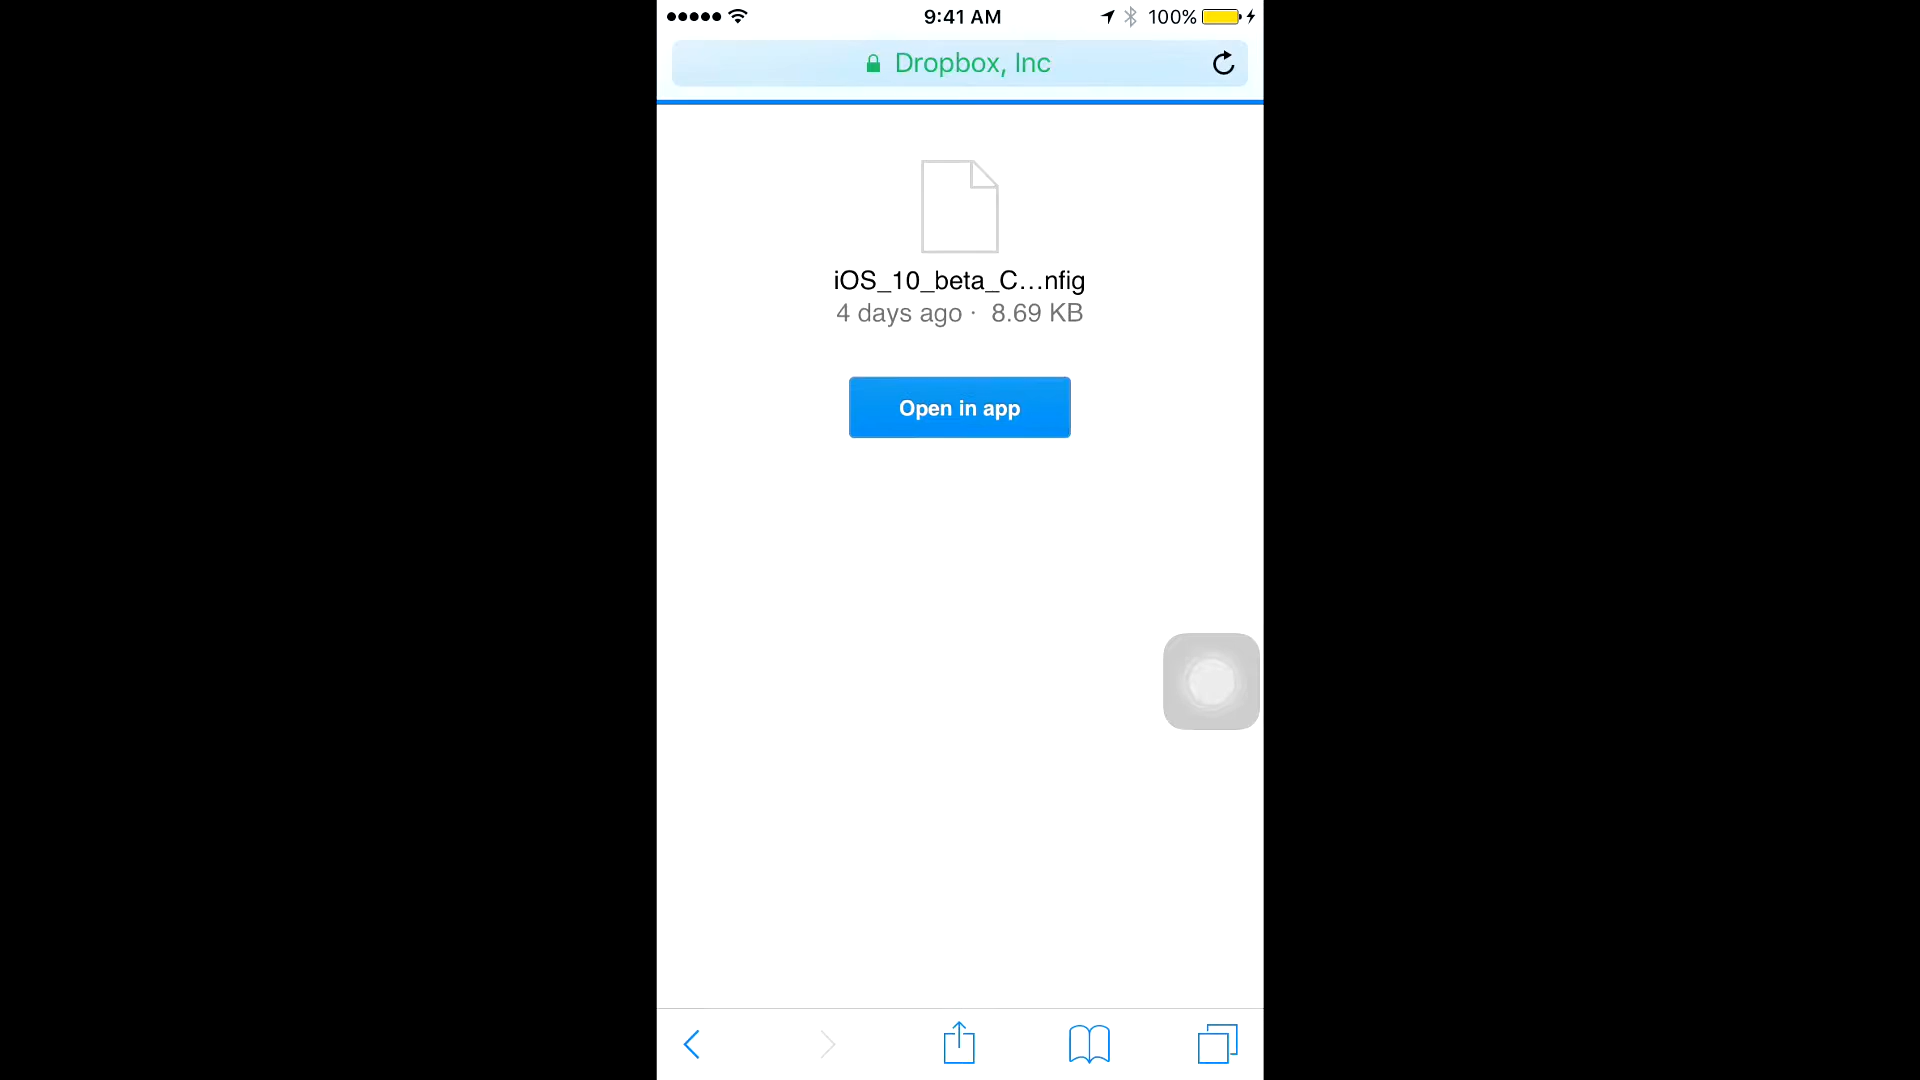 9:41 AM
100%
Dropbox, Inc
iOS_10_beta_C...nfig
4 days ago · 8.69 KB
Open in app